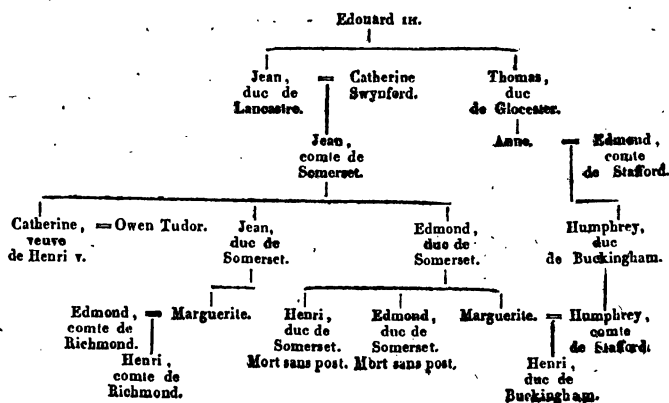 Edouard III.
Jean, = Catherine Thomas,
duc de Swynford. duc
Lancastre. de Glocester.
Jean, Anne. = Edmond,
comte de comte
Somerset. de Stafford.
Catherine, = Owen Tudor. Jean, Edmond, Humphrey,
veuve duc de duc de duc
de Henri V. Somerset. Somerset. de Buckingham.
Edmond = Marguerite. Henri, Edmond, Marguerite. = Humphrey,
comte de duc de duc de comte
Richmond. Somerset. Somerset. de Stafford.
Henri, Mort sans post. Mort sans post. Henri,
comte de duc de
Richmond. Buckingham.